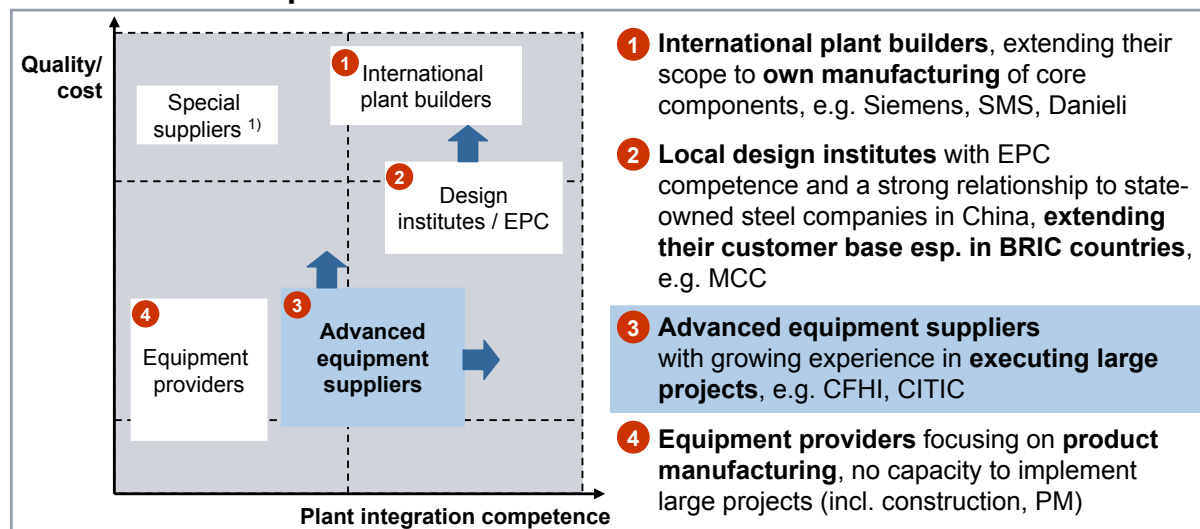 Quality/
cost
Special
suppliers 1)
1
International
plant builders
2
Design
institutes / EPC
3
Advanced
equipment
suppliers
4
Equipment
providers
Plant integration competence
1 International plant builders, extending their
scope to own manufacturing of core
components, e.g. Siemens, SMS, Danieli
2 Local design institutes with EPC
competence and a strong relationship to state-
owned steel companies in China, extending
their customer base esp. in BRIC countries,
e.g. MCC
3 Advanced equipment suppliers
with growing experience in executing large
projects, e.g. CFHI, CITIC
4 Equipment providers focusing on product
manufacturing, no capacity to implement
large projects (incl. construction, PM)